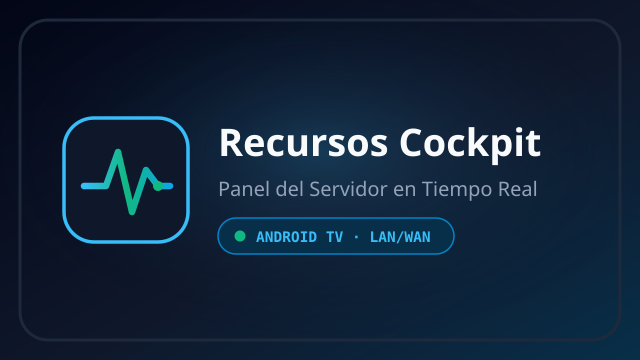 Recursos Cockpit
Panel del Servidor en Tiempo Real
ANDROID TV · LAN/WAN